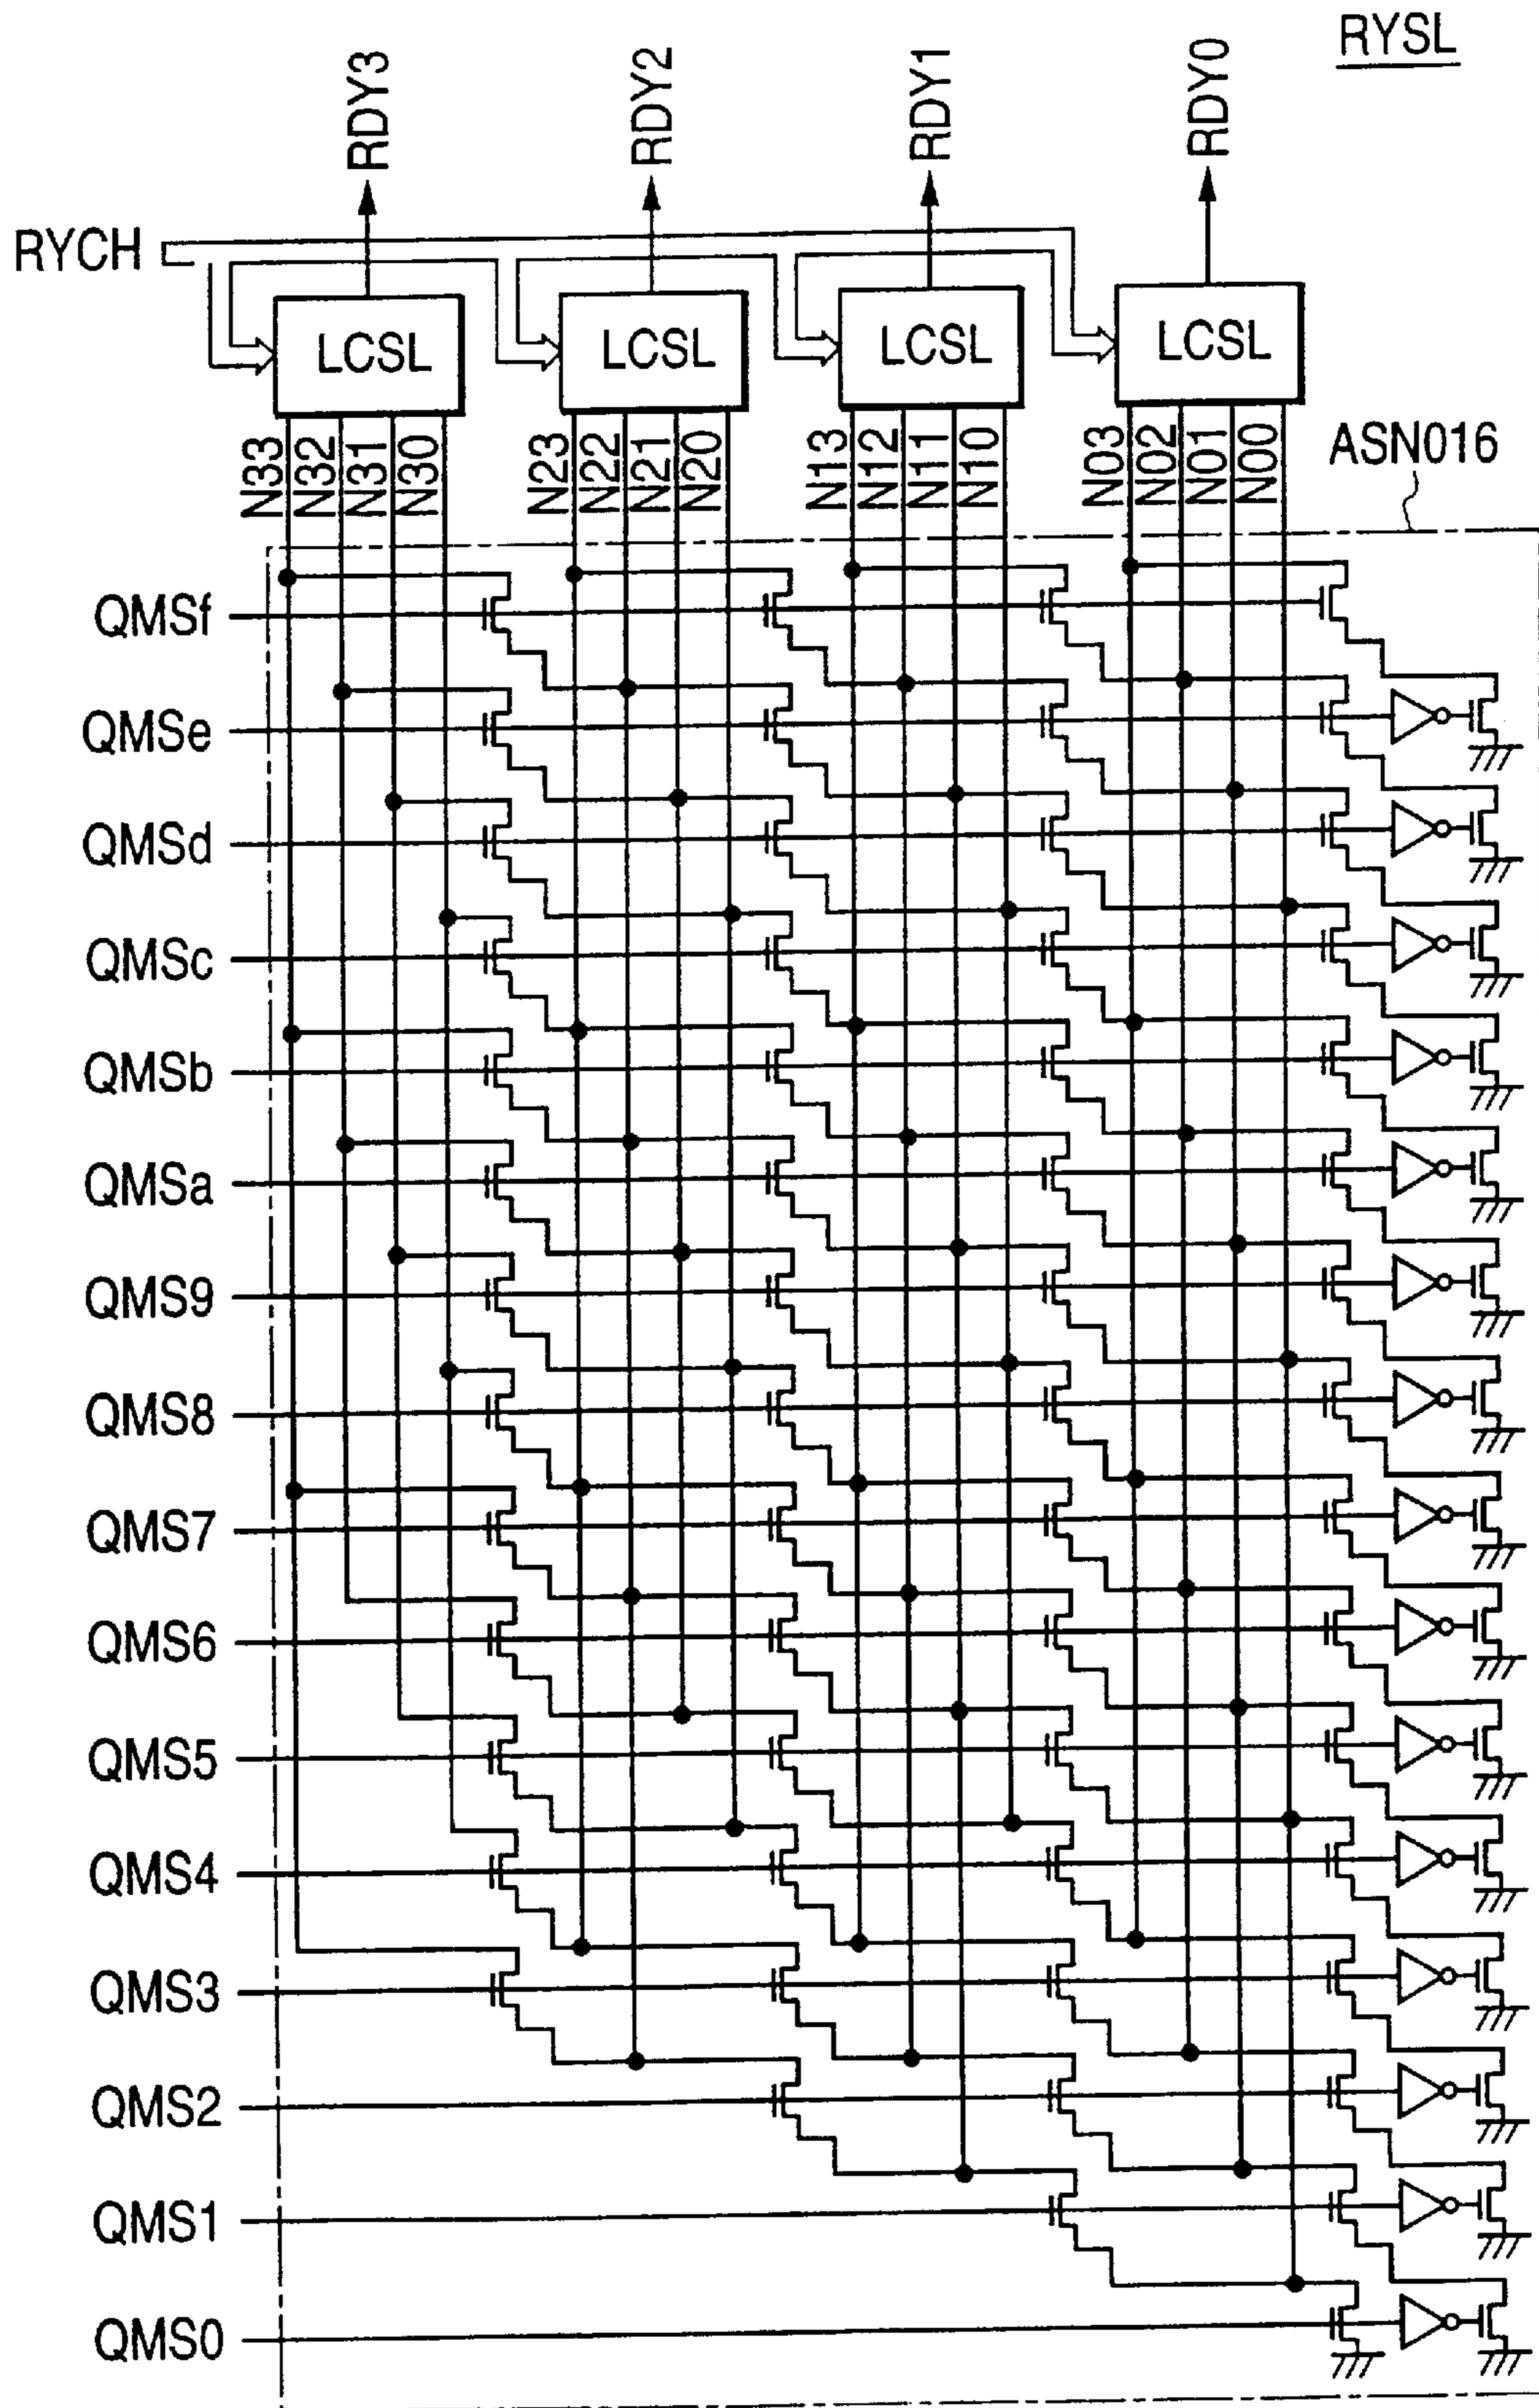 RYSL
RDY3
RDY2
RDY1
RDY0
RYCH
LCSL
LCSL
LCSL
LCSL
N33
N32
N31
N30
N23
N22
N21
N20
N13
N12
N11
N10
N03
N02
N01
N00
ASN016
QMSf
QMSe
QMSd
QMSc
QMSb
QMSa
QMS9
QMS8
QMS7
QMS6
QMS5
QMS4
QMS3
QMS2
QMS1
QMS0